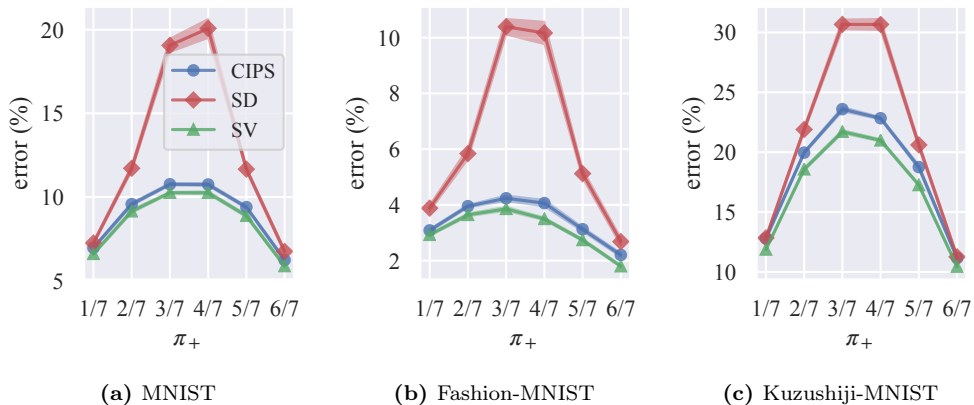 20
15
10
5
error (%)
CIPS
SD
SV
1/7 2/7 3/7 4/7 5/7 6/7
π+
(a) MNIST
10
8
6
4
2
error (%)
1/7 2/7 3/7 4/7 5/7 6/7
π+
(b) Fashion-MNIST
30
25
20
15
10
error (%)
1/7 2/7 3/7 4/7 5/7 6/7
π+
(c) Kuzushiji-MNIST